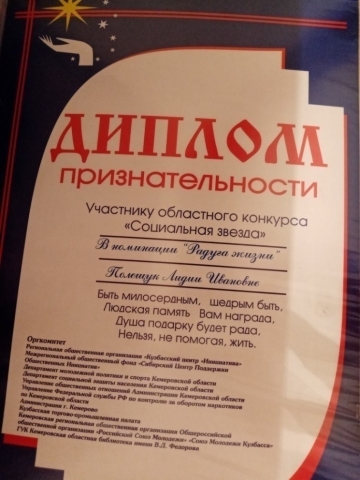 ДИПЛОМ
признательности
Участнику областного конкурса
«Социальная звезда»
В номинации "Радуга жизни"
Полещук Лидии Ивановне
Быть милосердным, щедрым быть,
Людская память Вам награда,
Душа подарку будет рада,
Нельзя, не помогая, жить.
Оргкомитет
Региональная общественная организация «Кузбасский центр «Инициатива»
Межрегиональный общественный фонд «Сибирский Центр Поддержки
Общественных Инициатив»
Департамент молодежной политики и спорта Кемеровской области
Департамент социальной защиты населения Кемеровской области
Управление общественных отношений Администрации Кемеровской области
Управление Федеральной службы РФ по контролю за оборотом наркотиков
по Кемеровской области
Администрация г. Кемерово
Кузбасская торгово-промышленная палата
Кемеровская региональная общественная организация Общероссийской
общественной организации «Российский Союз Молодежи» «Союз Молодежи Кузбасса»
ГУК Кемеровская областная библиотека имени В.Д. Федорова